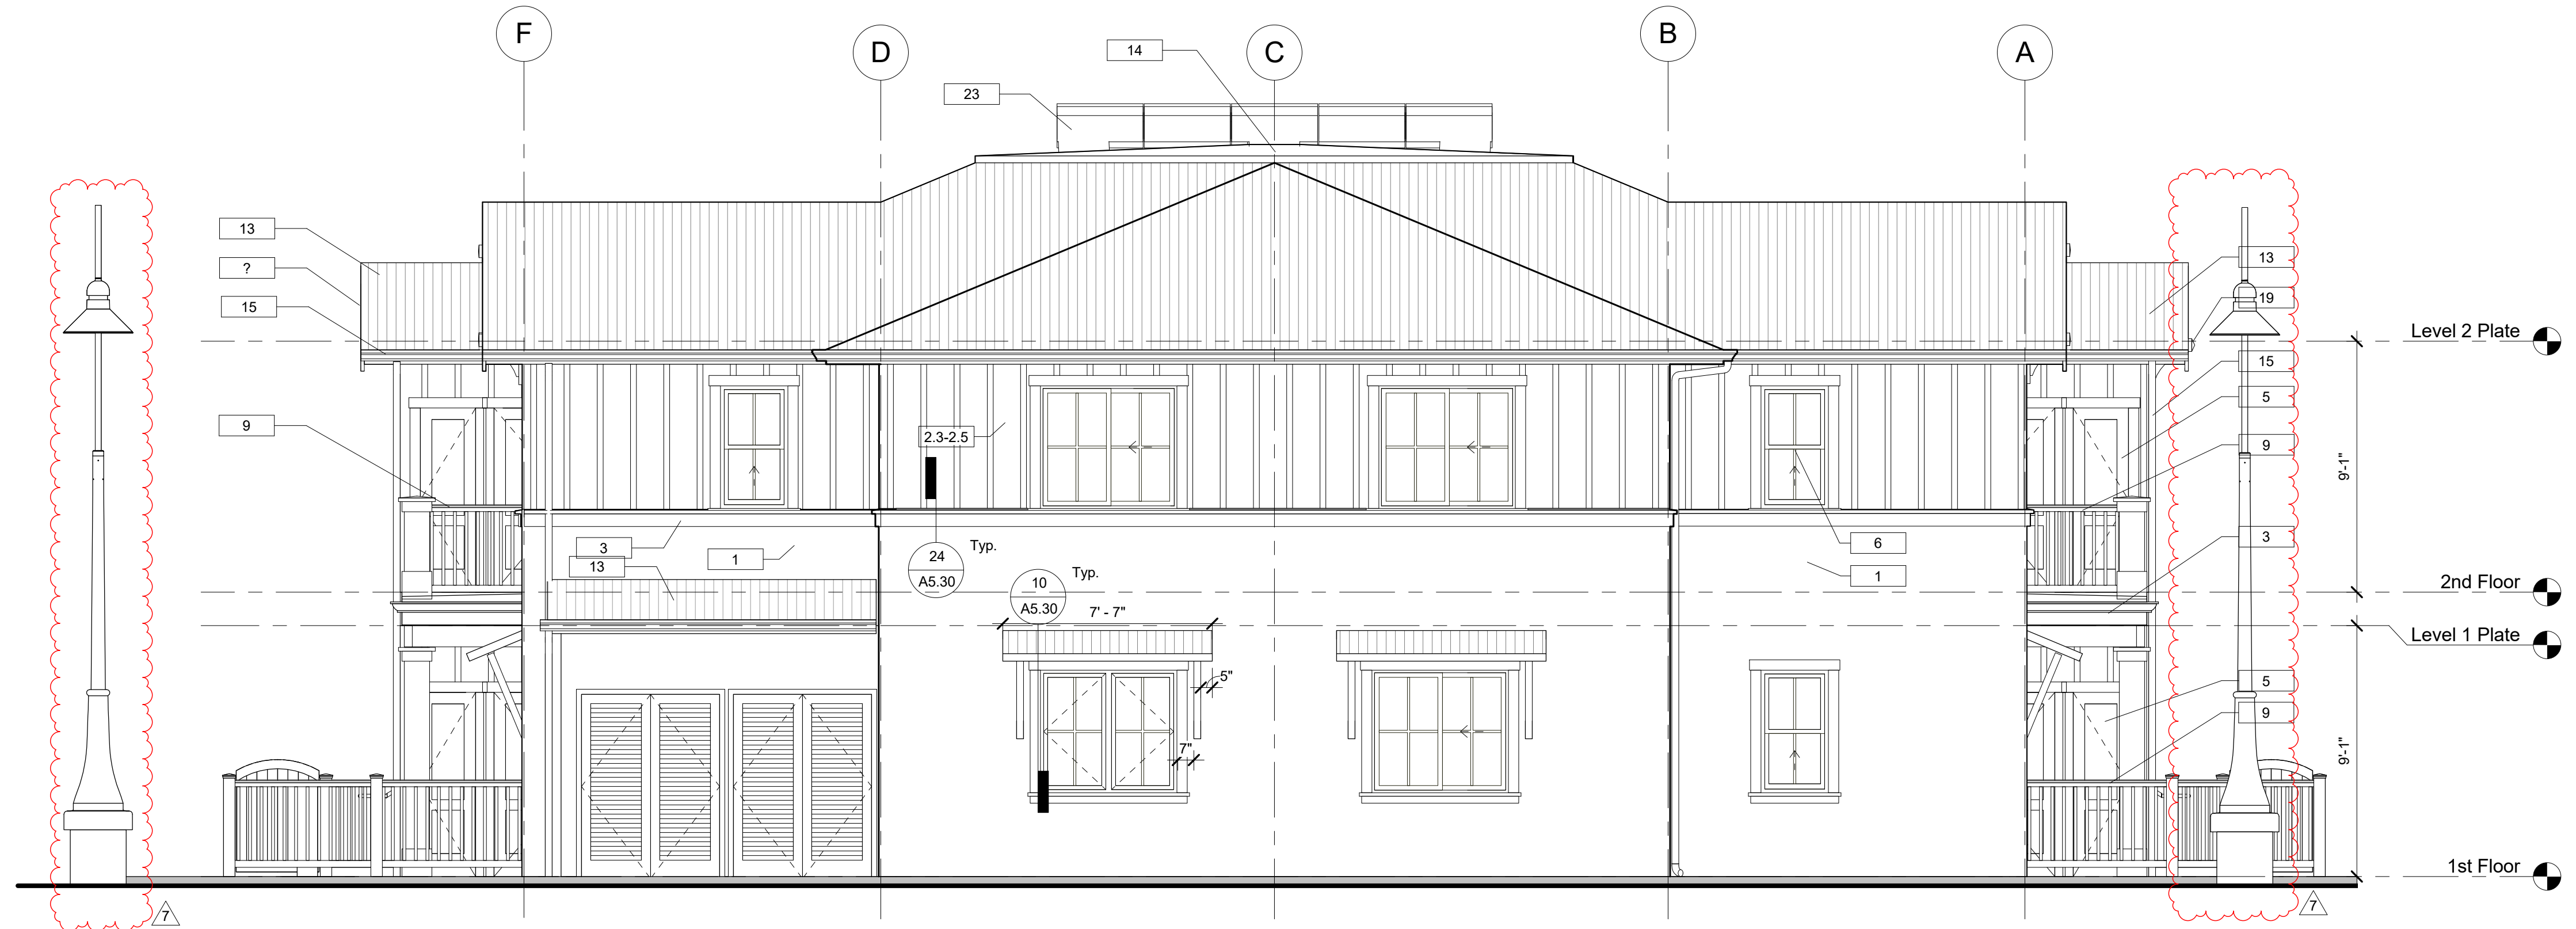 F
D
C
B
A
14
23
13
?
15
9
13
19
15
5
9
3
5
9
Level 2 Plate
9'-1"
2nd Floor
Level 1 Plate
9'-1"
1st Floor
2.3-2.5
3
13
1
24
A5.30
Typ.
10
A5.30
Typ.
7' - 7"
5"
7"
6
1
7
7